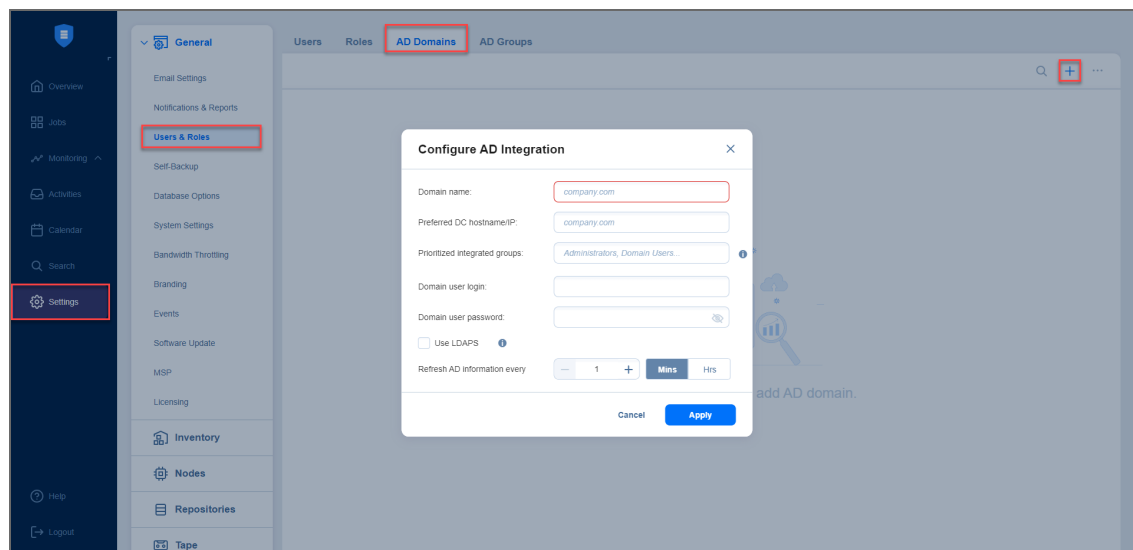 Overview
Jobs
Monitoring
Activities
Calendar
Search
Settings
Help
Logout
General
Email Settings
Notifications & Reports
Users & Roles
Self-Backup
Database Options
System Settings
Bandwidth Throttling
Branding
Events
Software Update
MSP
Licensing
Inventory
Nodes
Repositories
Tape
Users Roles AD Domains AD Groups
Configure AD Integration
Domain name: company.com
Preferred DC hostname/IP: company.com
Prioritized integrated groups: Administrators, Domain Users...
Domain user login:
Domain user password:
Use LDAPS
Refresh AD information every 1 Mins Hrs
Cancel Apply
add AD domain.